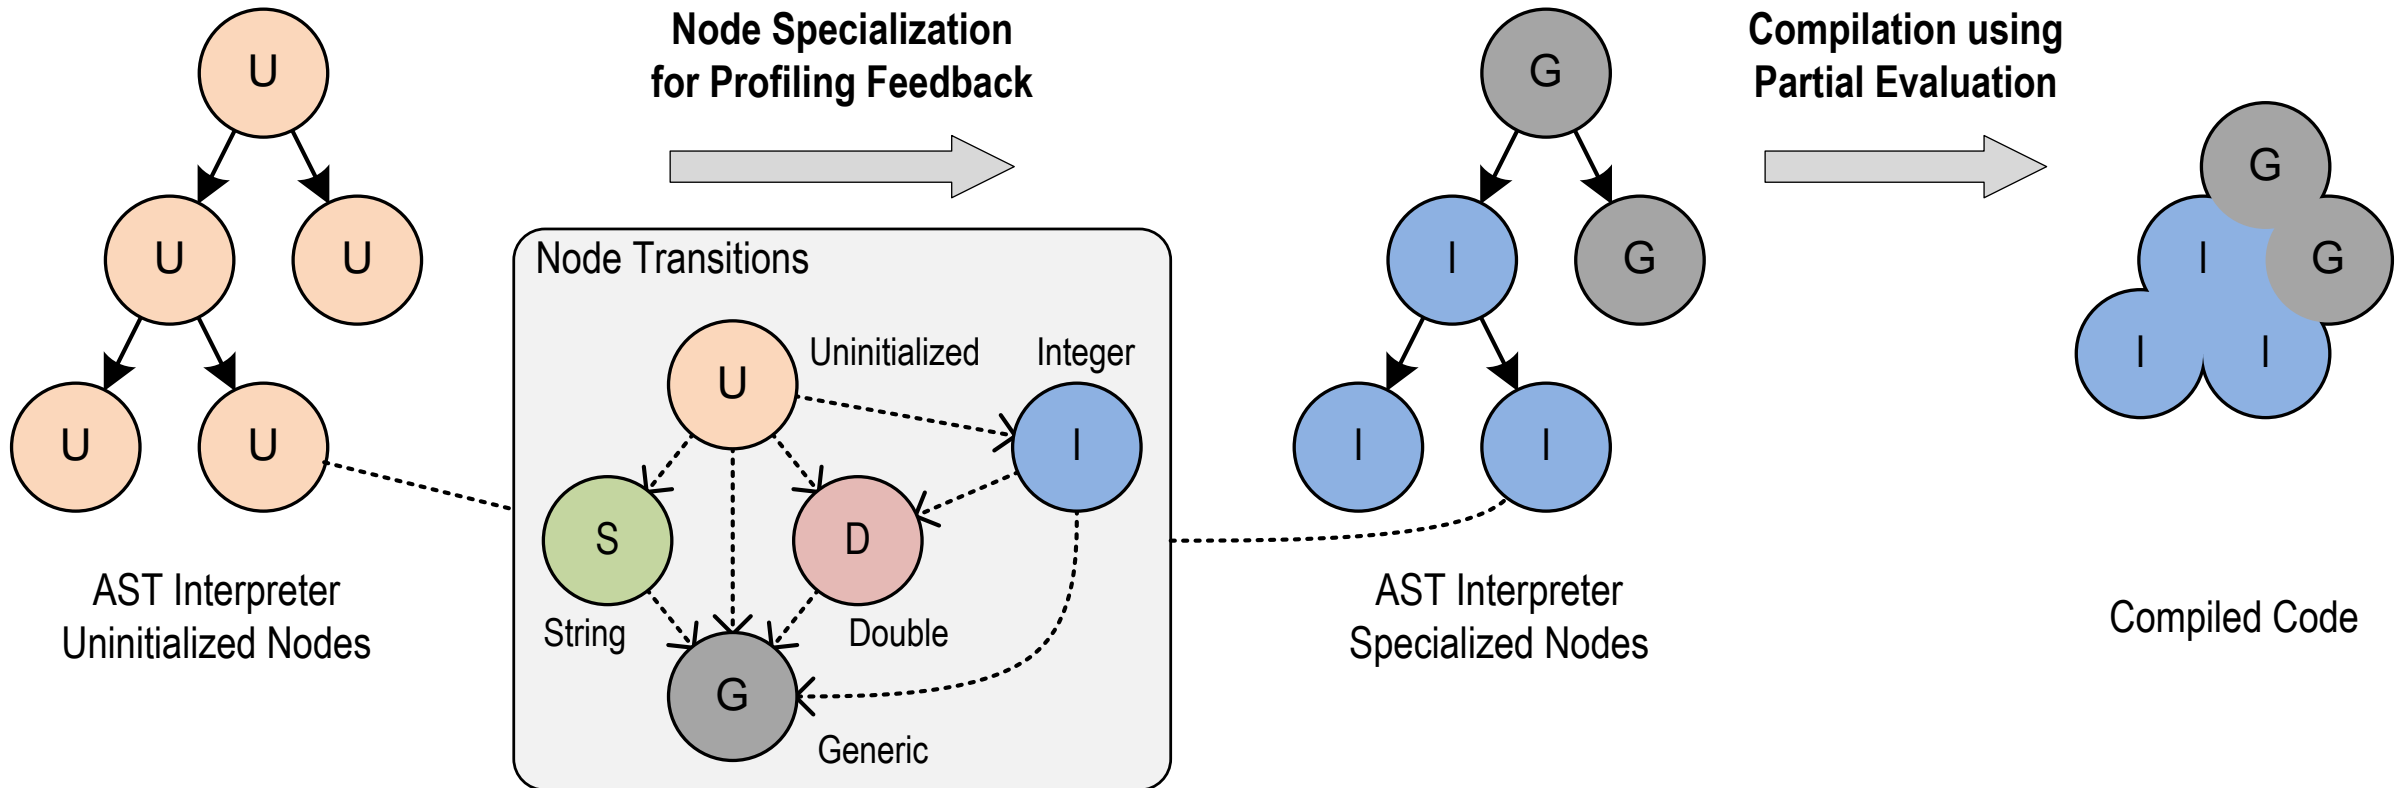 U
U
U
U
U
AST Interpreter
Uninitialized Nodes
Node Specialization
for Profiling Feedback
Node Transitions
U
Uninitialized
Integer
I
S
D
String
Double
G
Generic
G
I
G
I
I
AST Interpreter
Specialized Nodes
Compilation using
Partial Evaluation
G
I
G
I
I
Compiled Code